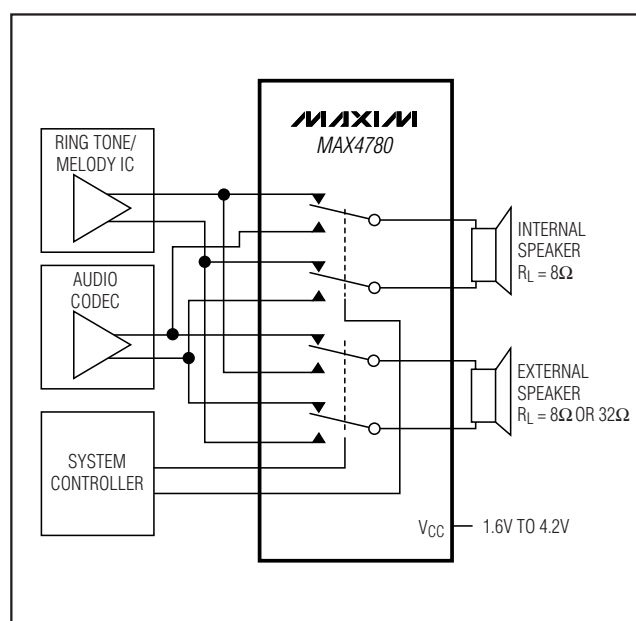 MAXIM
MAX4780
RING TONE/
MELODY IC
AUDIO
CODEC
SYSTEM
CONTROLLER
INTERNAL
SPEAKER
RL = 8Ω
EXTERNAL
SPEAKER
RL = 8Ω OR 32Ω
VCC
1.6V TO 4.2V